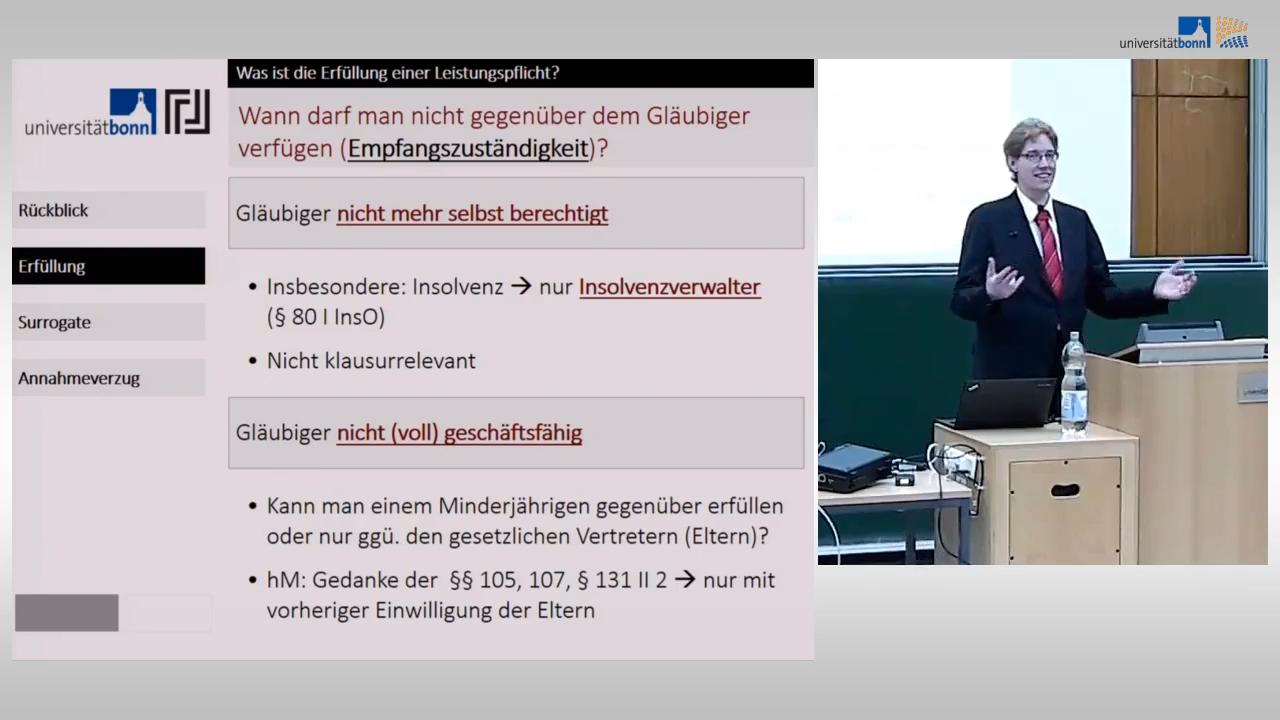 universitätbonn
Was ist die Erfüllung einer Leistungspflicht?
universitätbonn
Wann darf man nicht gegenüber dem Gläubiger
verfügen (Empfangszuständigkeit)?
Rückblick
Erfüllung
Surrogate
Annahmeverzug
Gläubiger nicht mehr selbst berechtigt
• Insbesondere: Insolvenz → nur Insolvenzverwalter
(§ 80 I InsO)
• Nicht klausurrelevant
Gläubiger nicht (voll) geschäftsfähig
• Kann man einem Minderjährigen gegenüber erfüllen
oder nur ggü. den gesetzlichen Vertretern (Eltern)?
• hM: Gedanke der §§ 105, 107, § 131 II 2 → nur mit
vorheriger Einwilligung der Eltern